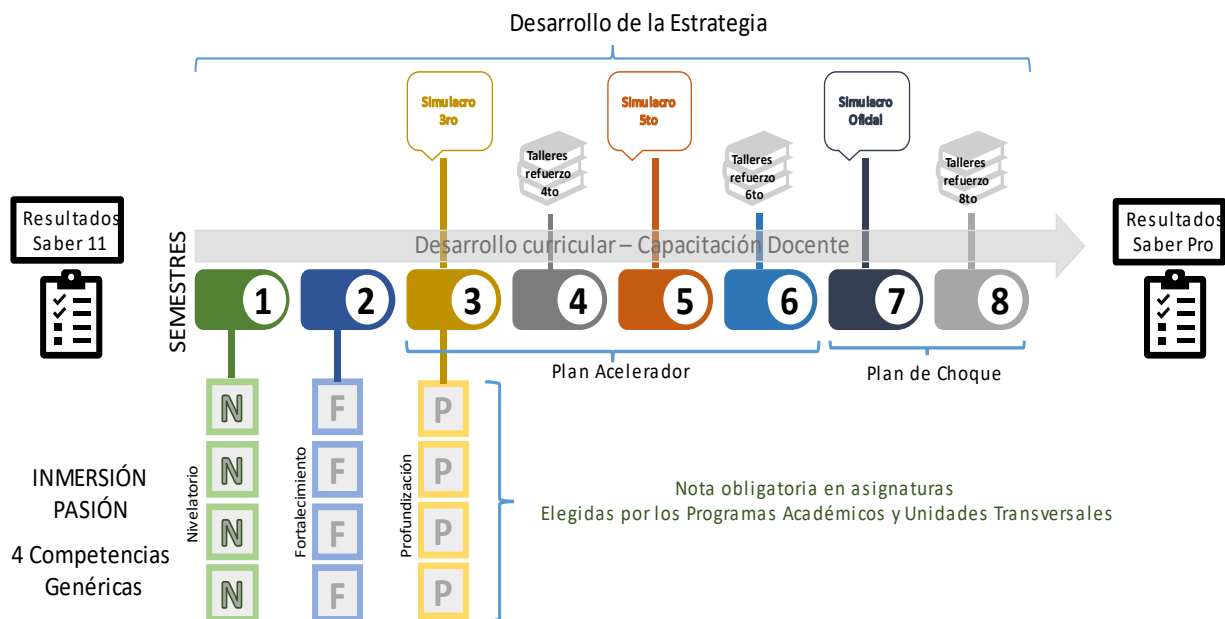 Desarrollo de la Estrategia
Simulacro
3ro
Simulacro
5to
Simulacro
Oficial
Talleres
refuerzo
4to
Talleres
refuerzo
6to
Talleres
refuerzo
8to
Resultados
Saber 11
Resultados
Saber Pro
Desarrollo curricular – Capacitación Docente
SEMESTRES
1
2
3
4
5
6
7
8
Plan Acelerador
Plan de Choque
INMERSIÓN
PASIÓN
4 Competencias
Genéricas
Nivelatorio
N
N
N
N
Fortalecimiento
F
F
F
F
Profundización
P
P
P
P
Nota obligatoria en asignaturas
Elegidas por los Programas Académicos y Unidades Transversales